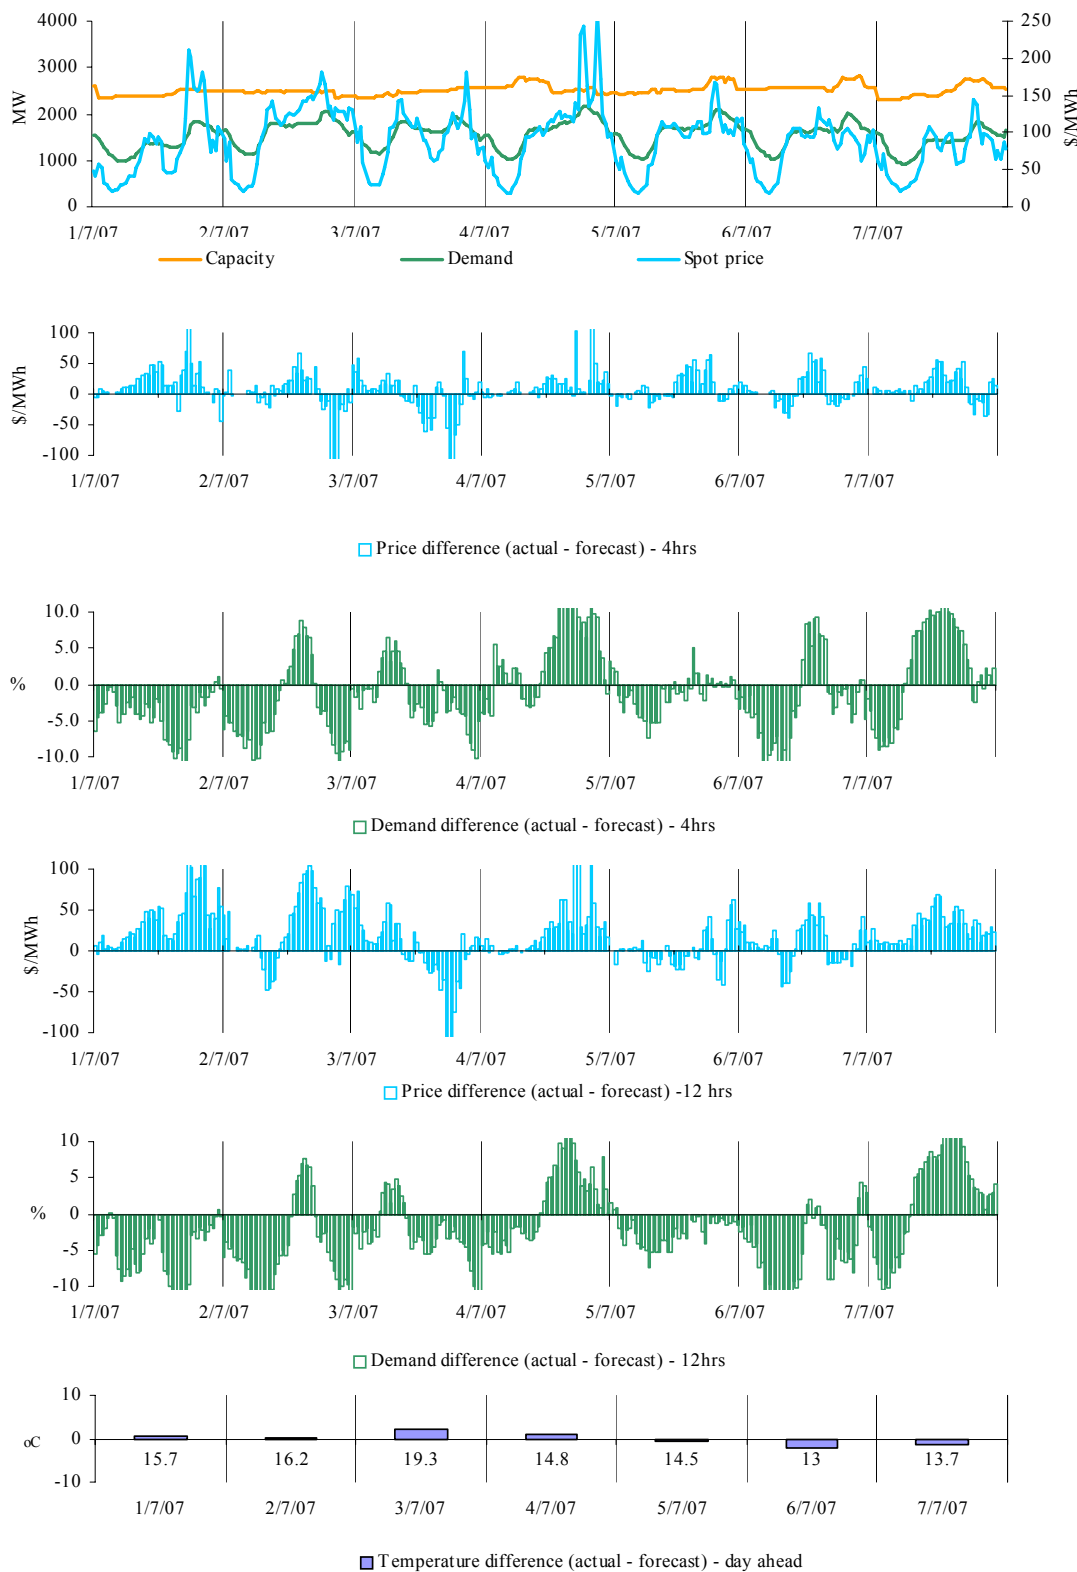 4000 250
3000 200
150
2000
100
1000 50
0 0
MW
$/MWh
1/7/07 2/7/07 3/7/07 4/7/07 5/7/07 6/7/07 7/7/07
Capacity Demand Spot price
100
50
0
-50
-100
$/MWh
1/7/07 2/7/07 3/7/07 4/7/07 5/7/07 6/7/07 7/7/07
Price difference (actual - forecast) - 4hrs
10.0
5.0
0.0
-5.0
-10.0
%
1/7/07 2/7/07 3/7/07 4/7/07 5/7/07 6/7/07 7/7/07
Demand difference (actual - forecast) - 4hrs
100
50
0
-50
-100
$/MWh
1/7/07 2/7/07 3/7/07 4/7/07 5/7/07 6/7/07 7/7/07
Price difference (actual - forecast) -12 hrs
10
5
0
-5
-10
%
1/7/07 2/7/07 3/7/07 4/7/07 5/7/07 6/7/07 7/7/07
Demand difference (actual - forecast) - 12hrs
10
0
-10
oC
15.7 16.2 19.3 14.8 14.5 13 13.7
1/7/07 2/7/07 3/7/07 4/7/07 5/7/07 6/7/07 7/7/07
Temperature difference (actual - forecast) - day ahead